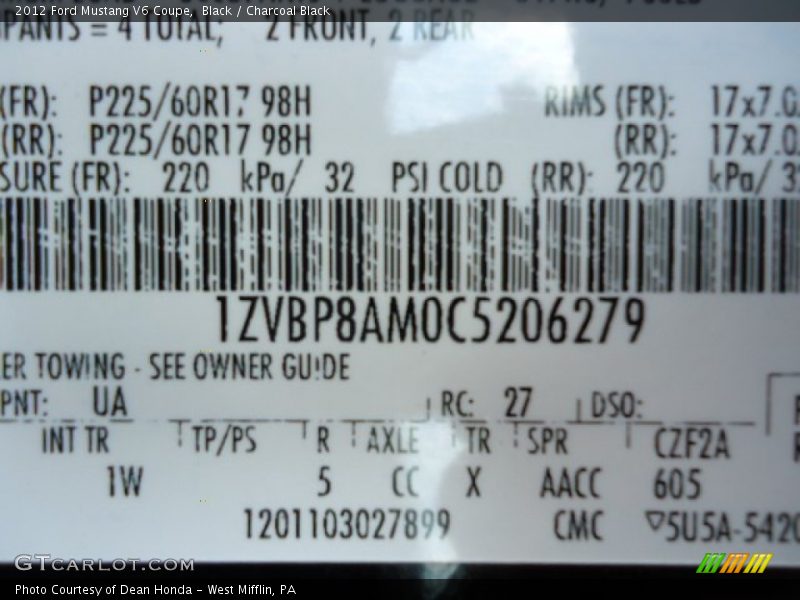 2012 Ford Mustang V6 Coupe, Black / Charcoal Black
PANTS = 4 TOTAL; 2 FRONT, 2 REAR
(FR): P225/60R17 98H RIMS (FR): 17x7.0
(RR): P225/60R17 98H (RR): 17x7.0
SURE (FR): 220 kPa/ 32 PSI COLD (RR): 220 kPa/ 3
1ZVBP8AM0C5206279
ER TOWING - SEE OWNER GUIDE
PNT: UA RC: 27 DSO:
INT TR TP/PS R AXLE TR SPR CZF2A
1W 5 CC X AACC 605
1201103027899 CMC ▽5U5A-5420
GTCARLOT.COM
Photo Courtesy of Dean Honda - West Mifflin, PA